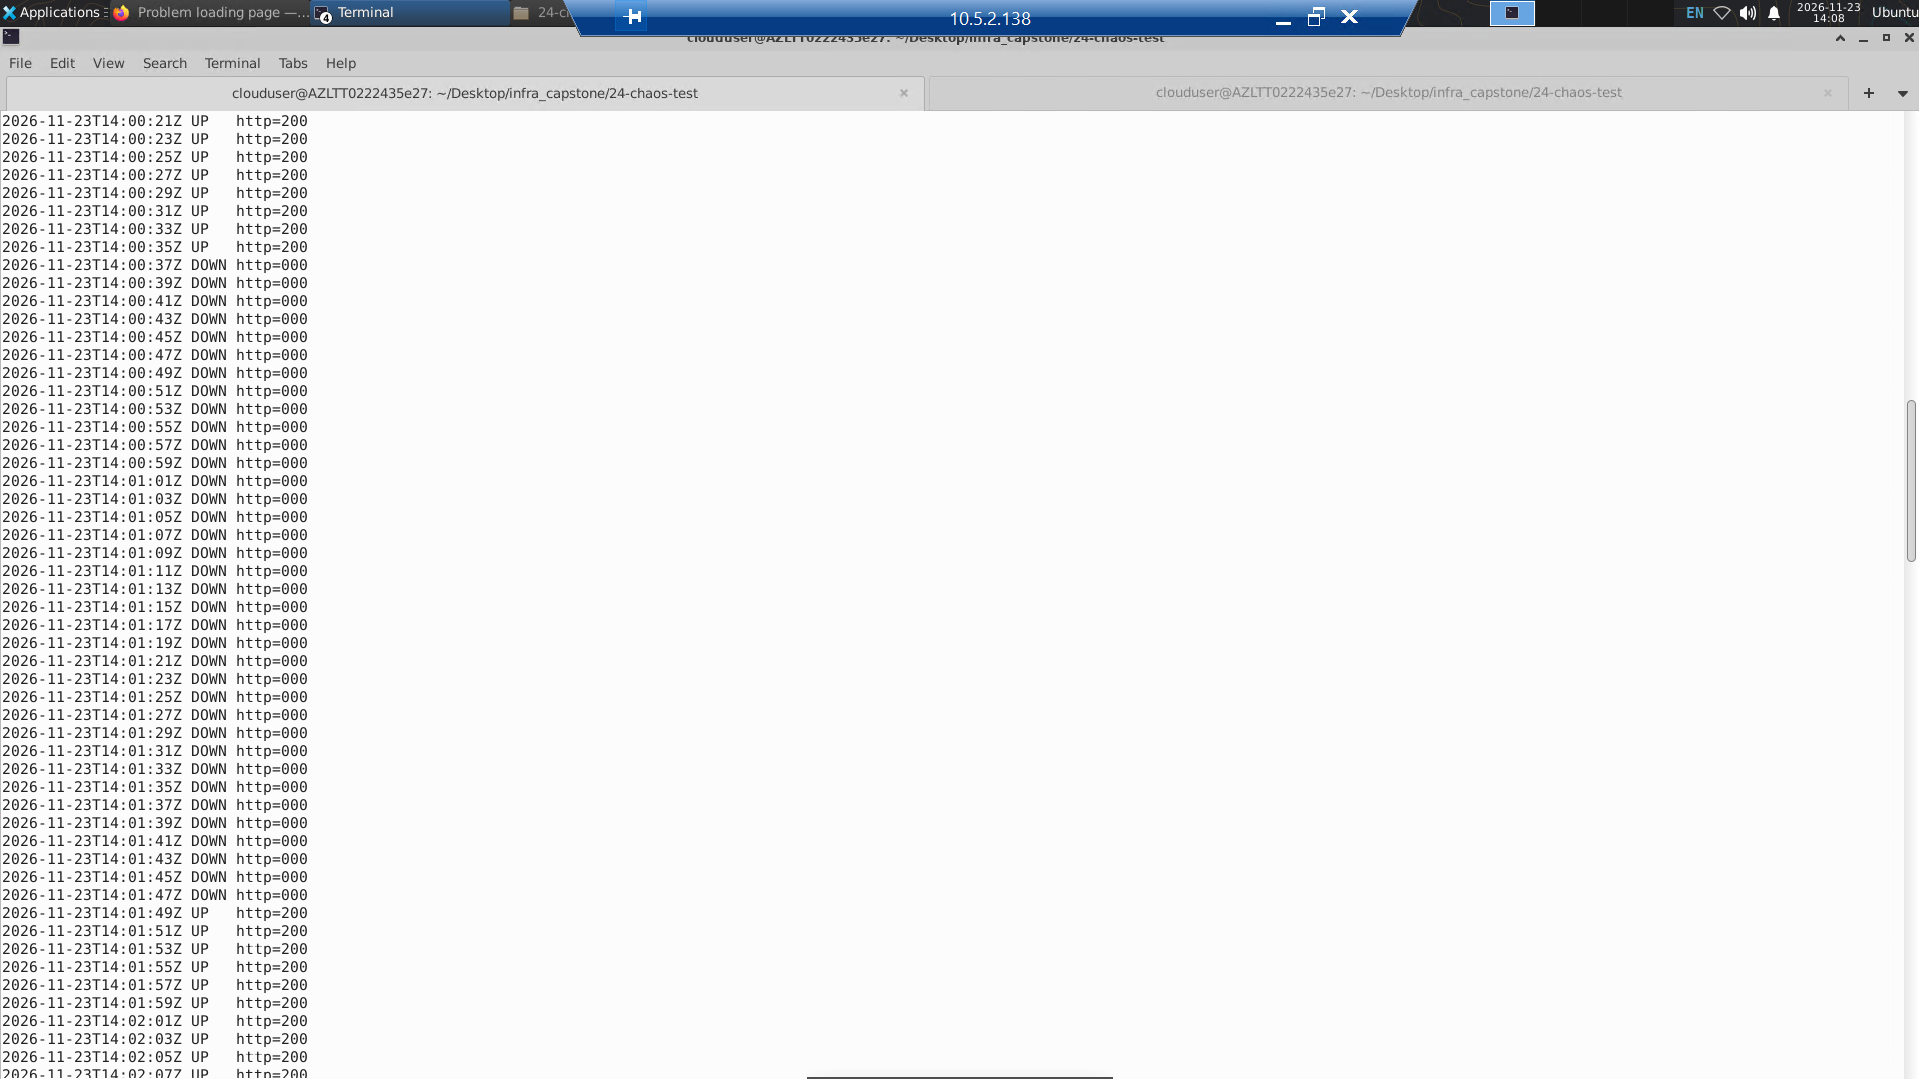 Applications
Problem loading page —...
4
Terminal
24-c
10.5.2.138
EN
2026-11-23
14:08
Ubuntu
clouduser@AZLTT0222435e27: ~/Desktop/infra_capstone/24-chaos-test
File Edit View Search Terminal Tabs Help
clouduser@AZLTT0222435e27: ~/Desktop/infra_capstone/24-chaos-test
clouduser@AZLTT0222435e27: ~/Desktop/infra_capstone/24-chaos-test
2026-11-23T14:00:21Z UP   http=200
2026-11-23T14:00:23Z UP   http=200
2026-11-23T14:00:25Z UP   http=200
2026-11-23T14:00:27Z UP   http=200
2026-11-23T14:00:29Z UP   http=200
2026-11-23T14:00:31Z UP   http=200
2026-11-23T14:00:33Z UP   http=200
2026-11-23T14:00:35Z UP   http=200
2026-11-23T14:00:37Z DOWN http=000
2026-11-23T14:00:39Z DOWN http=000
2026-11-23T14:00:41Z DOWN http=000
2026-11-23T14:00:43Z DOWN http=000
2026-11-23T14:00:45Z DOWN http=000
2026-11-23T14:00:47Z DOWN http=000
2026-11-23T14:00:49Z DOWN http=000
2026-11-23T14:00:51Z DOWN http=000
2026-11-23T14:00:53Z DOWN http=000
2026-11-23T14:00:55Z DOWN http=000
2026-11-23T14:00:57Z DOWN http=000
2026-11-23T14:00:59Z DOWN http=000
2026-11-23T14:01:01Z DOWN http=000
2026-11-23T14:01:03Z DOWN http=000
2026-11-23T14:01:05Z DOWN http=000
2026-11-23T14:01:07Z DOWN http=000
2026-11-23T14:01:09Z DOWN http=000
2026-11-23T14:01:11Z DOWN http=000
2026-11-23T14:01:13Z DOWN http=000
2026-11-23T14:01:15Z DOWN http=000
2026-11-23T14:01:17Z DOWN http=000
2026-11-23T14:01:19Z DOWN http=000
2026-11-23T14:01:21Z DOWN http=000
2026-11-23T14:01:23Z DOWN http=000
2026-11-23T14:01:25Z DOWN http=000
2026-11-23T14:01:27Z DOWN http=000
2026-11-23T14:01:29Z DOWN http=000
2026-11-23T14:01:31Z DOWN http=000
2026-11-23T14:01:33Z DOWN http=000
2026-11-23T14:01:35Z DOWN http=000
2026-11-23T14:01:37Z DOWN http=000
2026-11-23T14:01:39Z DOWN http=000
2026-11-23T14:01:41Z DOWN http=000
2026-11-23T14:01:43Z DOWN http=000
2026-11-23T14:01:45Z DOWN http=000
2026-11-23T14:01:47Z DOWN http=000
2026-11-23T14:01:49Z UP   http=200
2026-11-23T14:01:51Z UP   http=200
2026-11-23T14:01:53Z UP   http=200
2026-11-23T14:01:55Z UP   http=200
2026-11-23T14:01:57Z UP   http=200
2026-11-23T14:01:59Z UP   http=200
2026-11-23T14:02:01Z UP   http=200
2026-11-23T14:02:03Z UP   http=200
2026-11-23T14:02:05Z UP   http=200
2026-11-23T14:02:07Z UP   http=200